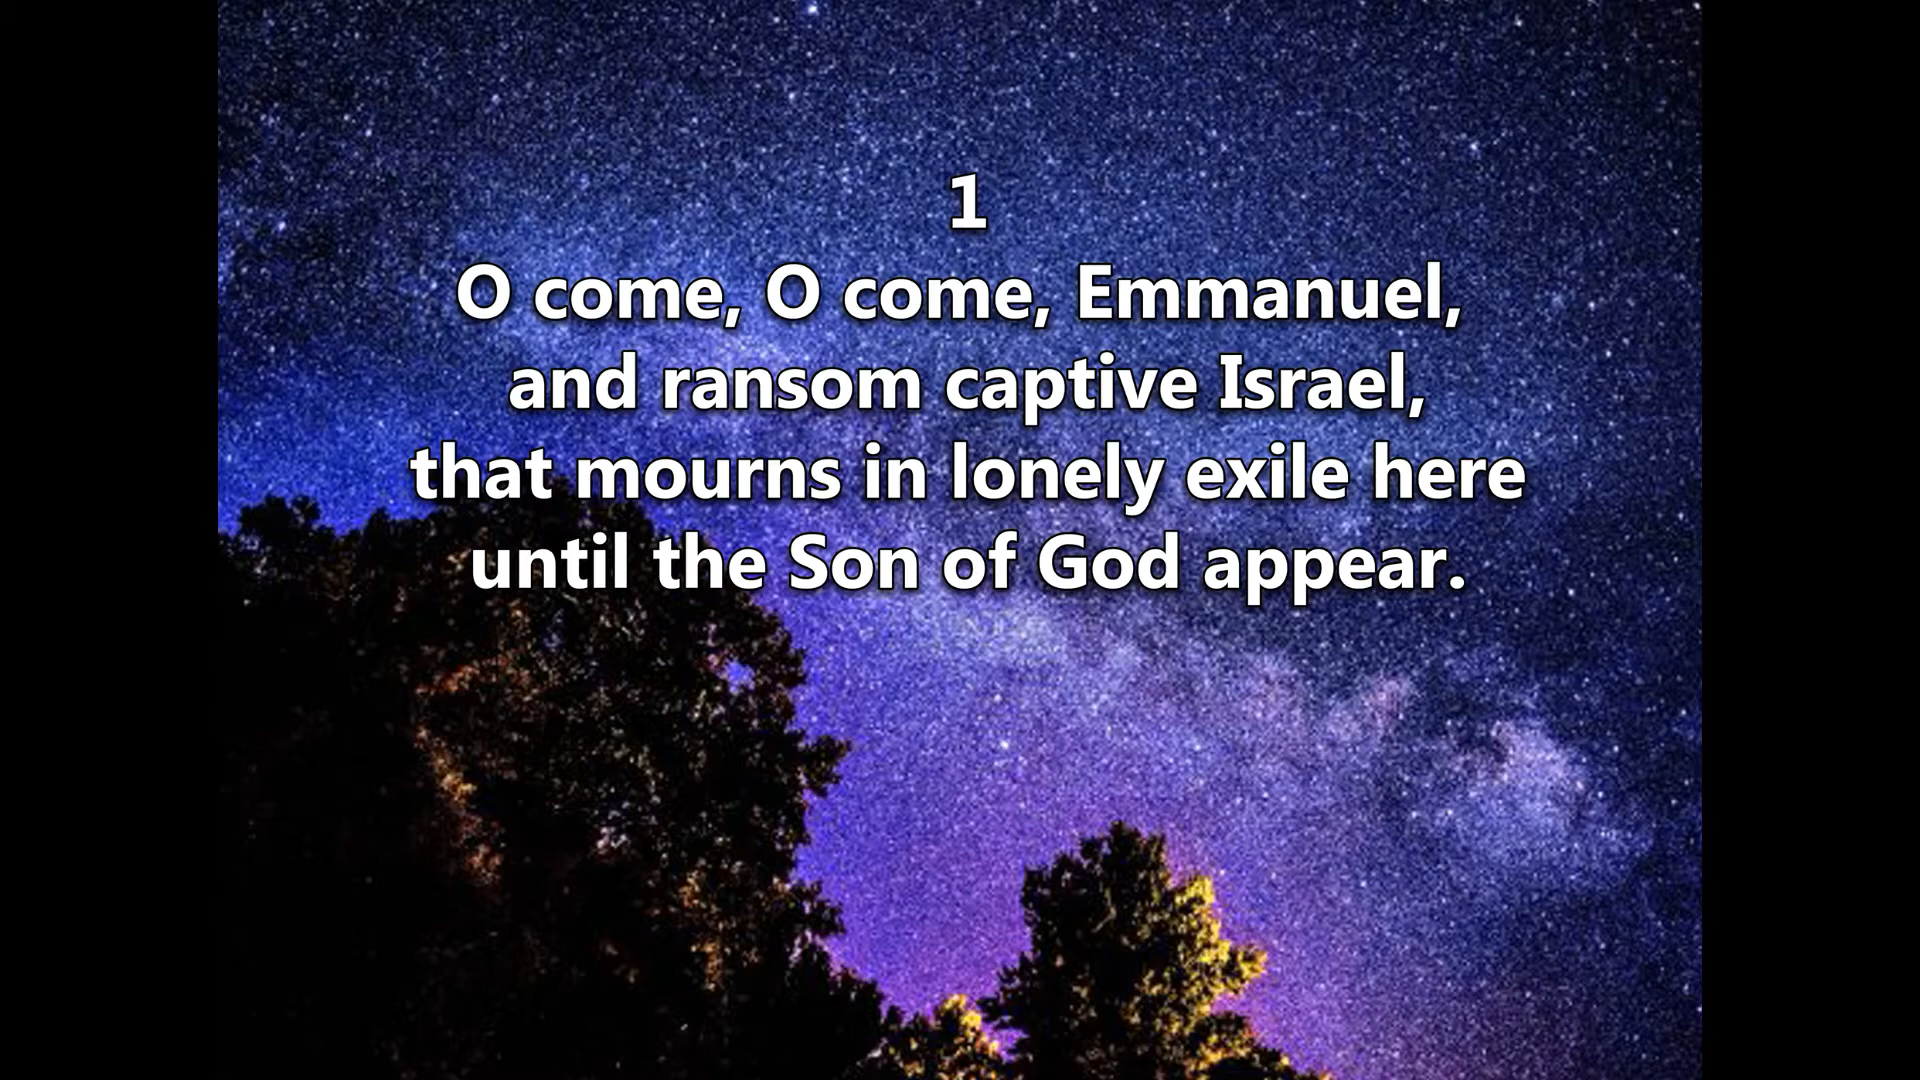 1
O come, O come, Emmanuel,
and ransom captive Israel,
that mourns in lonely exile here
until the Son of God appear.